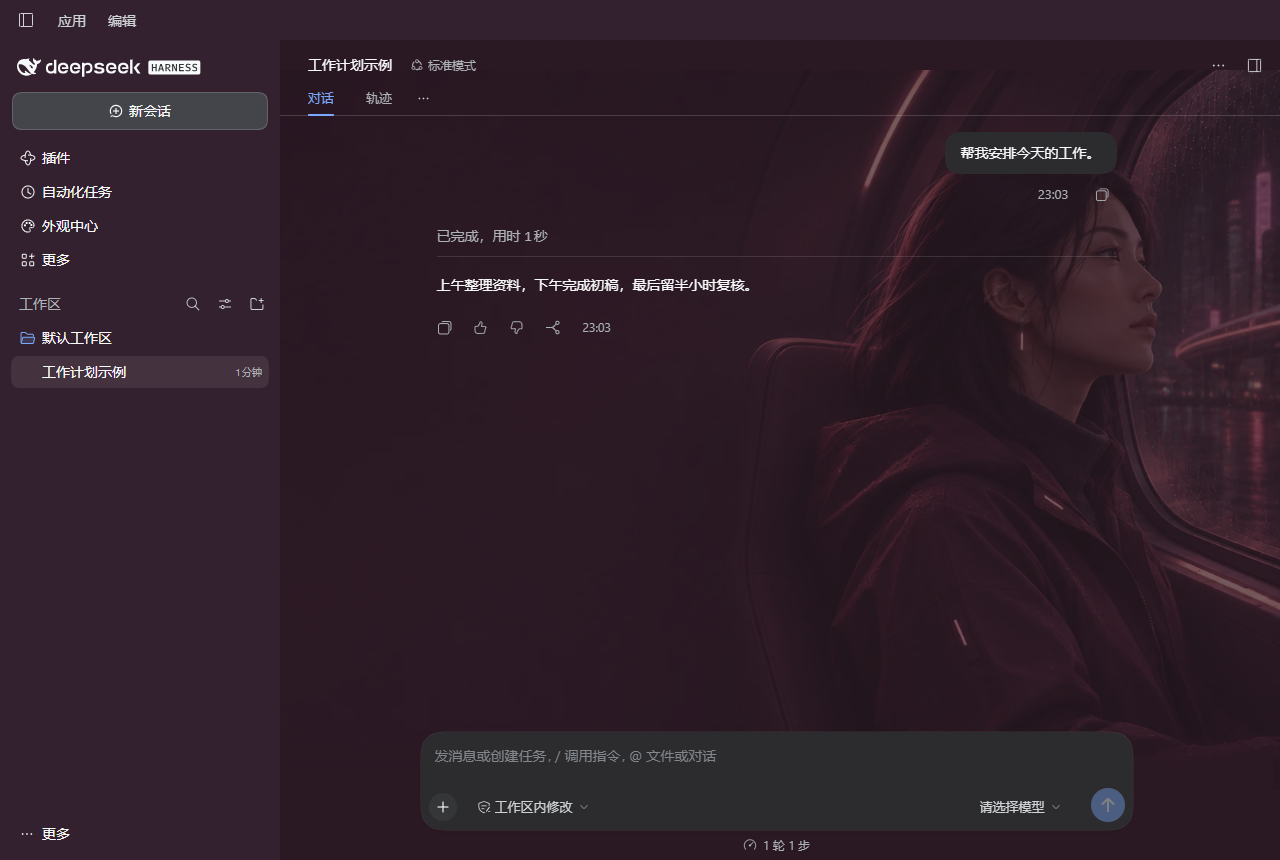 应用 编辑
deepseek HARNESS
新会话
插件
自动化任务
外观中心
更多
工作区
默认工作区
工作计划示例 1分钟
更多
工作计划示例 标准模式
对话 轨迹
帮我安排今天的工作。
23:03
已完成，用时 1 秒
上午整理资料，下午完成初稿，最后留半小时复核。
23:03
发消息或创建任务, / 调用指令, @ 文件或对话
工作区内修改 请选择模型
1 轮 1 步